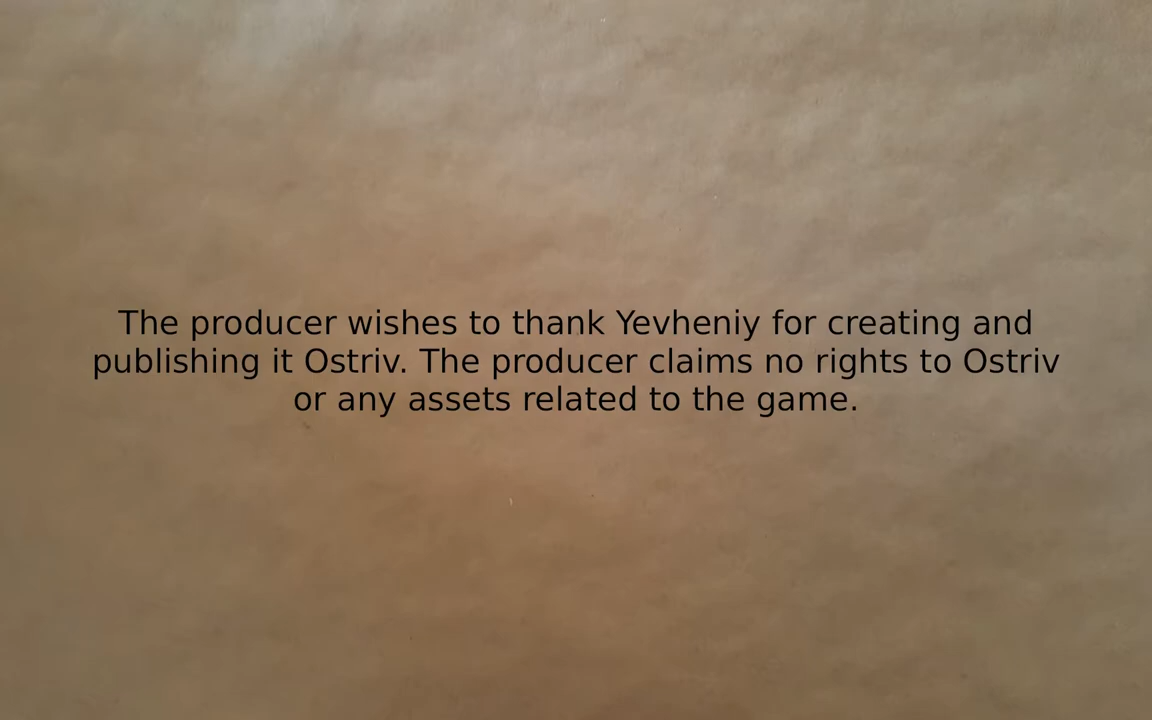 The producer wishes to thank Yevheniy for creating and
publishing it Ostriv. The producer claims no rights to Ostriv
or any assets related to the game.